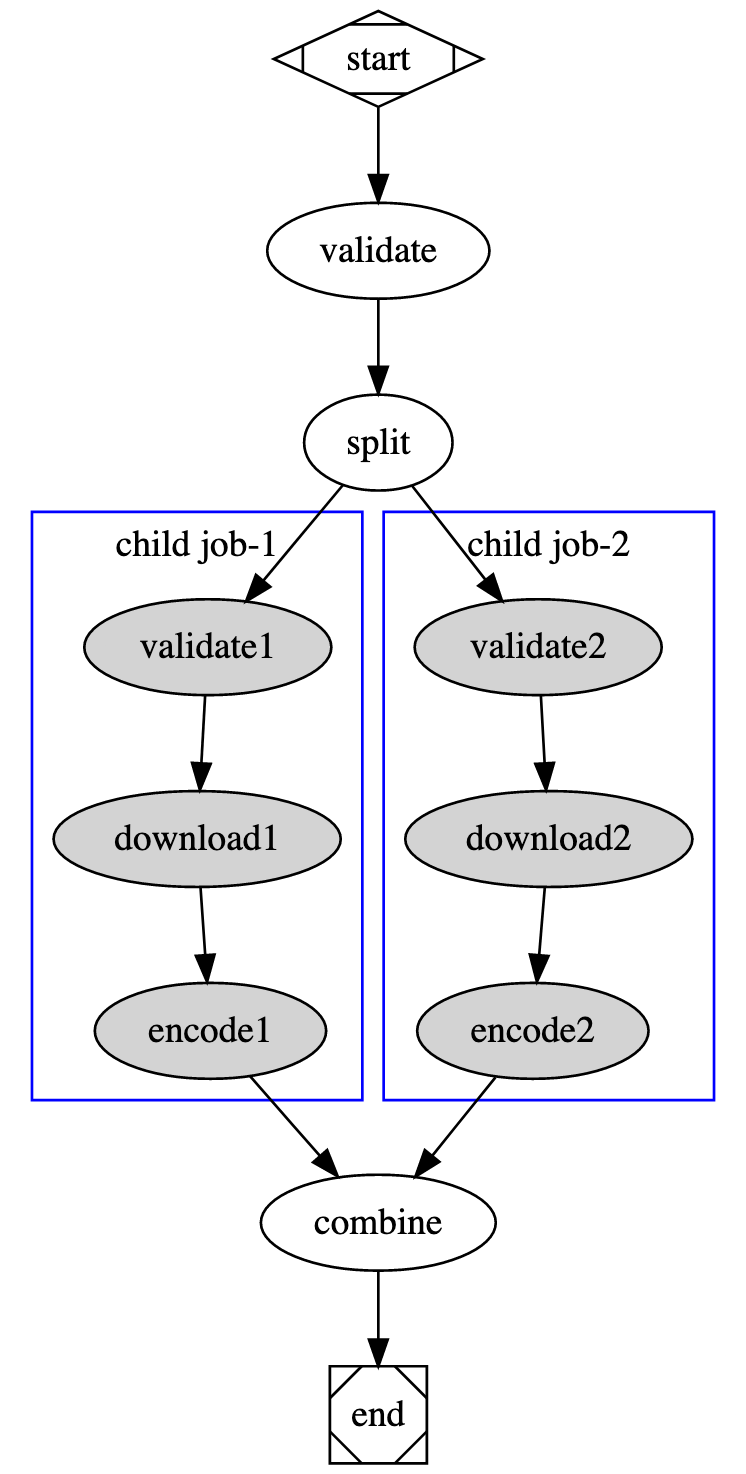 start
validate
split
child job-1
child job-2
validate1
validate2
download1
download2
encode1
encode2
combine
end